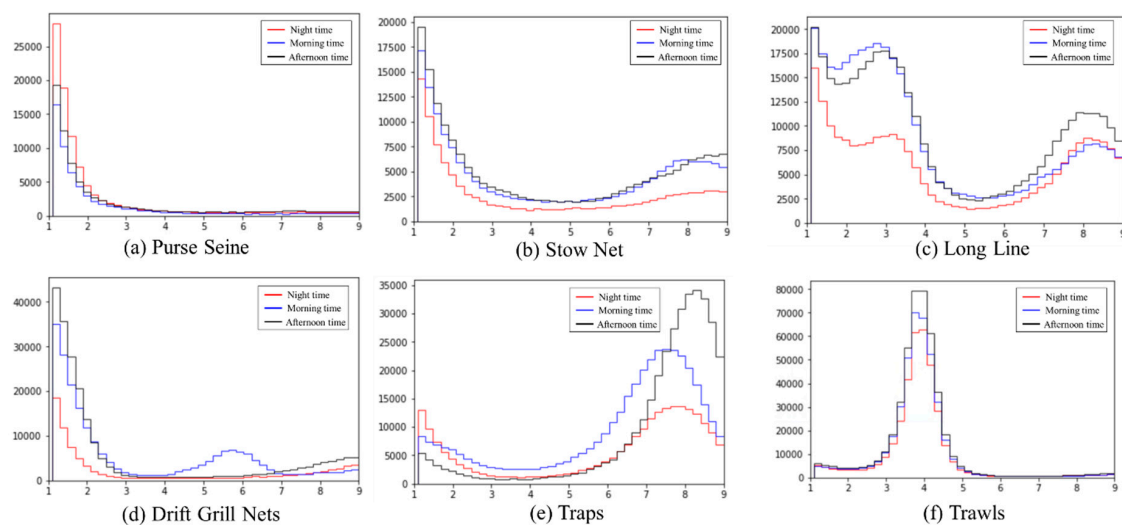 25000
20000
15000
10000
5000
0
1 2 3 4 5 6 7 8 9
Night time
Morning time
Afternoon time
(a) Purse Seine
20000
17500
15000
12500
10000
7500
5000
2500
0
1 2 3 4 5 6 7 8 9
Night time
Morning time
Afternoon time
(b) Stow Net
20000
17500
15000
12500
10000
7500
5000
2500
0
1 2 3 4 5 6 7 8 9
Night time
Morning time
Afternoon time
(c) Long Line
40000
30000
20000
10000
0
1 2 3 4 5 6 7 8 9
Night time
Morning time
Afternoon time
(d) Drift Grill Nets
35000
30000
25000
20000
15000
10000
5000
0
1 2 3 4 5 6 7 8 9
Night time
Morning time
Afternoon time
(e) Traps
80000
70000
60000
50000
40000
30000
20000
10000
0
1 2 3 4 5 6 7 8 9
Night time
Morning time
Afternoon time
(f) Trawls